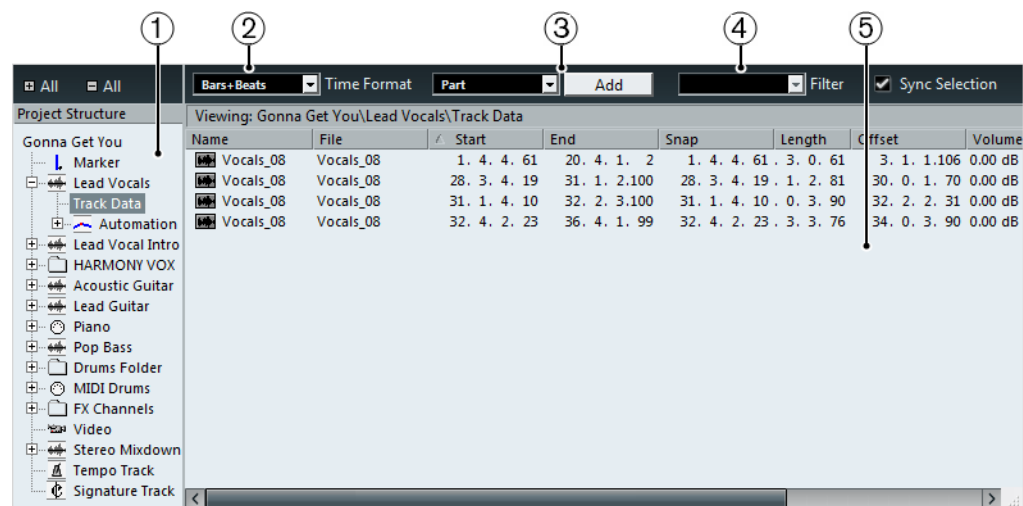 1 2 3 4 5
All All Bars+Beats Time Format Part Add Filter Sync Selection
Project Structure
Viewing: Gonna Get You\Lead Vocals\Track Data
Gonna Get You
Marker
Lead Vocals
Track Data
Automation
Lead Vocal Intro
HARMONY VOX
Acoustic Guitar
Lead Guitar
Piano
Pop Bass
Drums Folder
MIDI Drums
FX Channels
Video
Stereo Mixdown
Tempo Track
Signature Track
Name File Start End Snap Length Offset Volume
Vocals_08 Vocals_08 1. 4. 4. 61 20. 4. 1. 2 1. 4. 4. 61 . 3. 0. 61 3. 1. 1.106 0.00 dB
Vocals_08 Vocals_08 28. 3. 4. 19 31. 1. 2.100 28. 3. 4. 19 . 1. 2. 81 30. 0. 1. 70 0.00 dB
Vocals_08 Vocals_08 31. 1. 4. 10 32. 2. 3.100 31. 1. 4. 10 . 0. 3. 90 32. 2. 2. 31 0.00 dB
Vocals_08 Vocals_08 32. 4. 2. 23 36. 4. 1. 99 32. 4. 2. 23 . 3. 3. 76 34. 0. 3. 90 0.00 dB